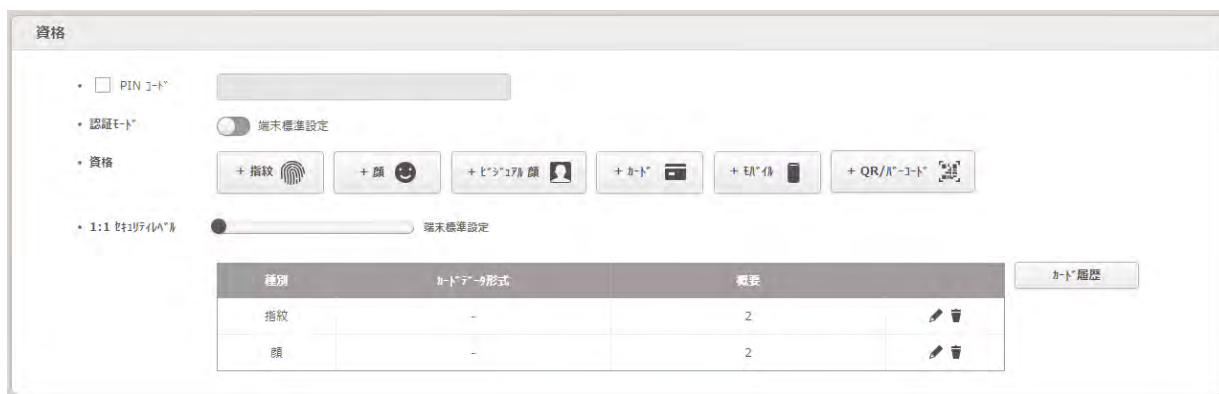 資格
• PIN ｺｰﾄﾞ
• 認証ﾓｰﾄﾞ 端末標準設定
• 資格 + 指紋 + 顔 + ﾋﾞｼﾞｭｱﾙ 顔 + ｶｰﾄﾞ + ﾓﾊﾞｲﾙ + QR/ﾊﾞｰｺｰﾄﾞ
• 1:1 ｾｷｭﾘﾃｨﾚﾍﾞﾙ 端末標準設定
種別 ｶｰﾄﾞﾃﾞｰﾀ形式 概要 ｶｰﾄﾞ履歴
指紋 - 2
顔 - 2